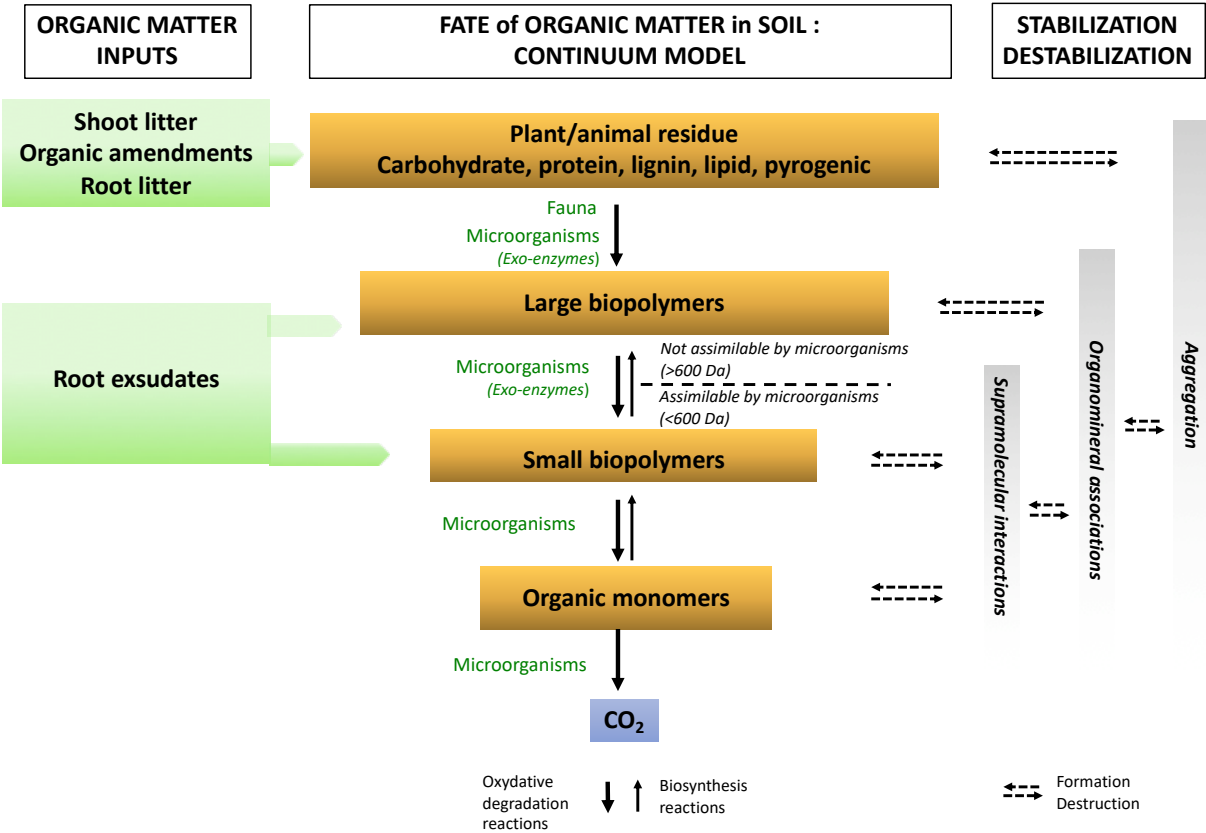 ORGANIC MATTER
INPUTS
FATE of ORGANIC MATTER in SOIL :
CONTINUUM MODEL
STABILIZATION
DESTABILIZATION
Shoot litter
Organic amendments
Root litter
Plant/animal residue
Carbohydrate, protein, lignin, lipid, pyrogenic
Fauna
Microorganisms
(Exo-enzymes)
Large biopolymers
Root exsudates
Microorganisms
(Exo-enzymes)
Not assimilable by microorganisms
(>600 Da)
Assimilable by microorganisms
(<600 Da)
Small biopolymers
Microorganisms
Organic monomers
Microorganisms
CO₂
Supramolecular interactions
Organomineral associations
Aggregation
Oxydative
degradation
reactions
Biosynthesis
reactions
Formation
Destruction